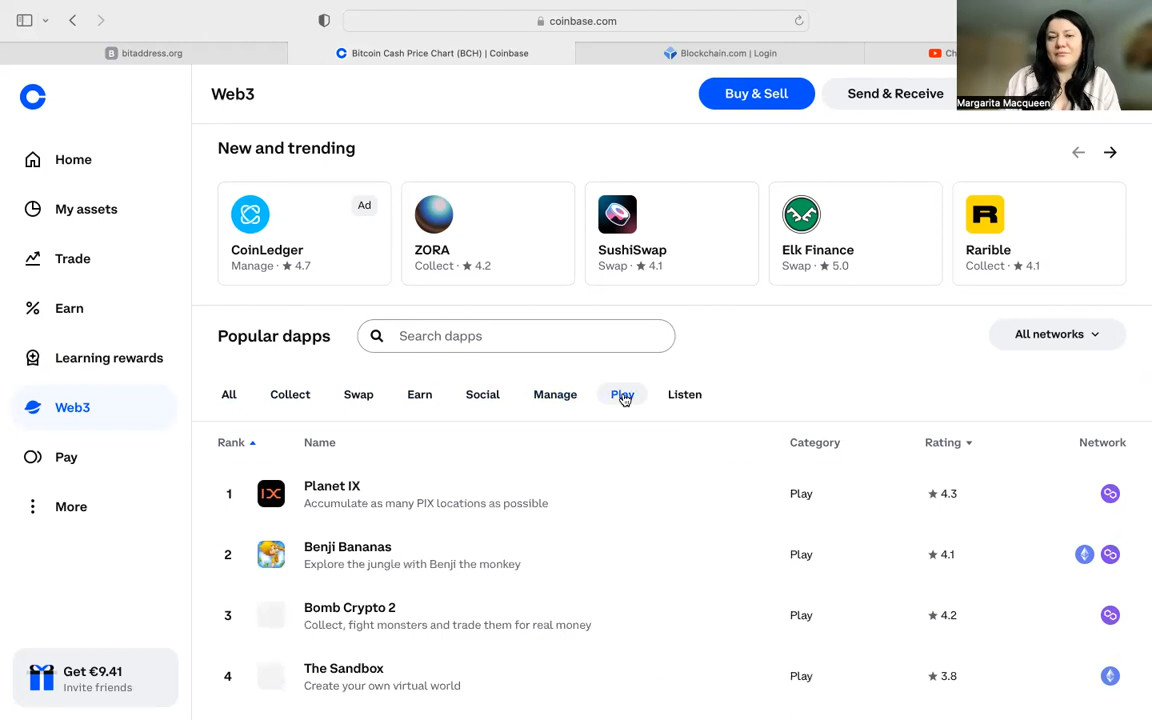 coinbase.com
bitaddress.org
Bitcoin Cash Price Chart (BCH) | Coinbase
Blockchain.com | Login
Ch
Margarita Macqueen
Web3
Buy & Sell
Send & Receive
Home
My assets
Trade
Earn
Learning rewards
Web3
Pay
More
Get €9.41
Invite friends
New and trending
Ad
CoinLedger
Manage · ★ 4.7
ZORA
Collect · ★ 4.2
SushiSwap
Swap · ★ 4.1
Elk Finance
Swap · ★ 5.0
R
Rarible
Collect · ★ 4.1
Popular dapps
Search dapps
All networks
All Collect Swap Earn Social Manage Play Listen
Rank Name Category Rating Network
1 IX Planet IX Play ★ 4.3
Accumulate as many PIX locations as possible
2 Benji Bananas Play ★ 4.1
Explore the jungle with Benji the monkey
3 Bomb Crypto 2 Play ★ 4.2
Collect, fight monsters and trade them for real money
4 The Sandbox Play ★ 3.8
Create your own virtual world